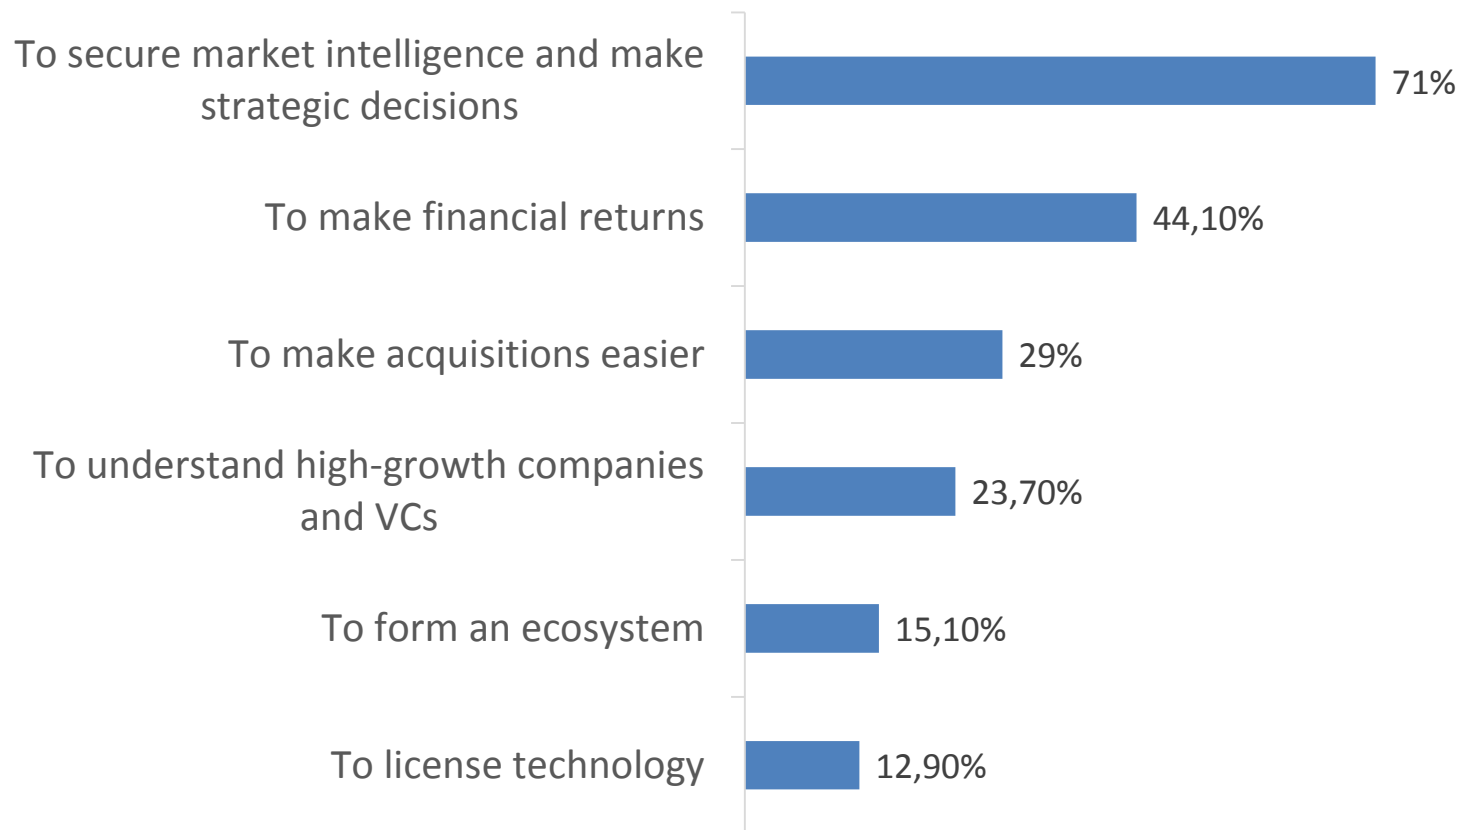 To secure market intelligence and make
strategic decisions
71%
To make financial returns
44,10%
To make acquisitions easier
29%
To understand high-growth companies
and VCs
23,70%
To form an ecosystem
15,10%
To license technology
12,90%